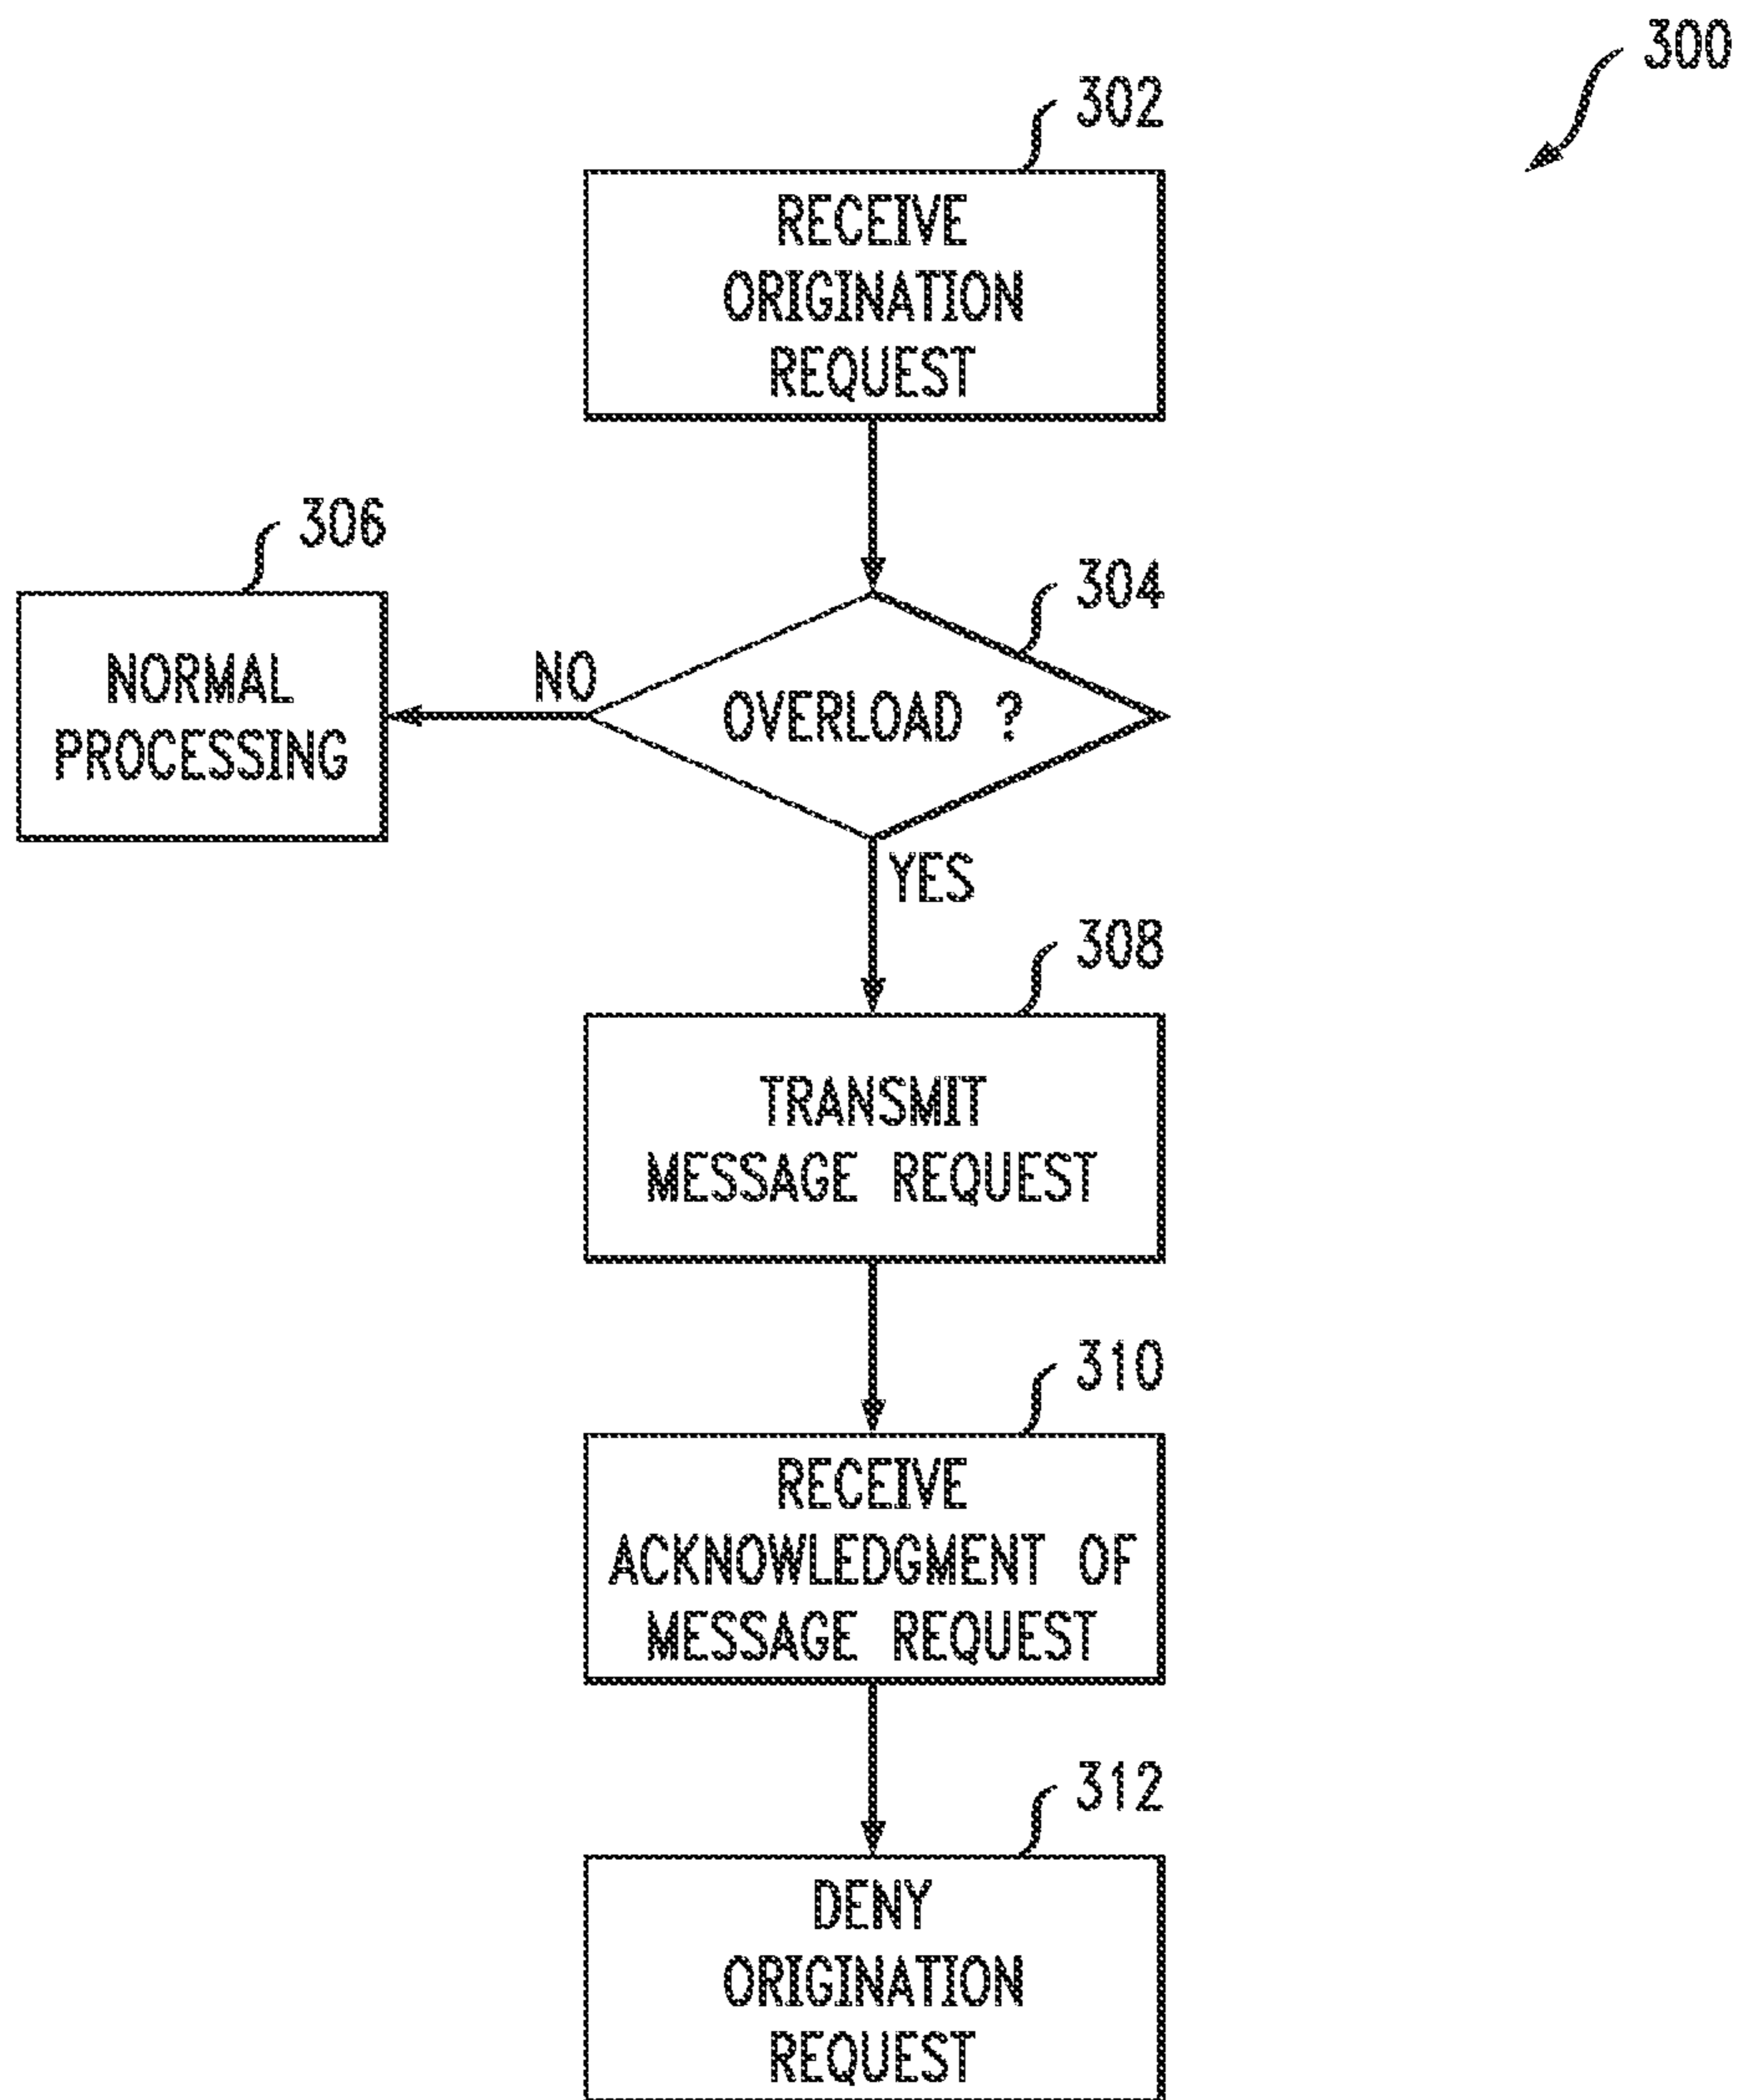 300
302
RECEIVE
ORIGINATION
REQUEST
306
NORMAL
PROCESSING
NO
304
OVERLOAD ?
YES
308
TRANSMIT
MESSAGE REQUEST
310
RECEIVE
ACKNOWLEDGMENT OF
MESSAGE REQUEST
312
DENY
ORIGINATION
REQUEST